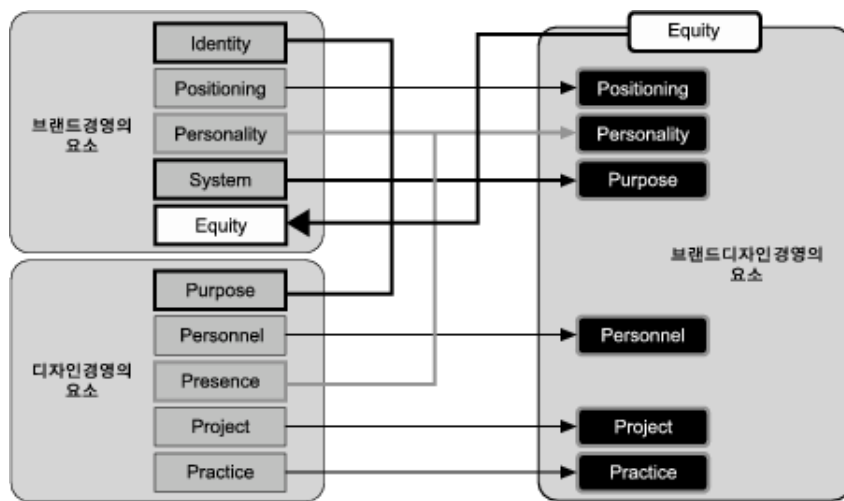 브랜드경영의
요소
Identity
Positioning
Personality
System
Equity
디자인경영의
요소
Purpose
Personnel
Presence
Project
Practice
Equity
Positioning
Personality
Purpose
브랜드디자인경영의
요소
Personnel
Project
Practice